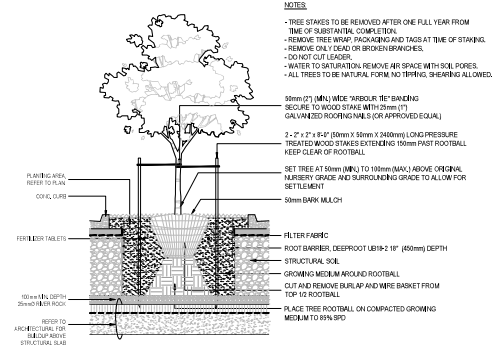 NOTES:
- TREE STAKES TO BE REMOVED AFTER ONE FULL YEAR FROM
TIME OF SUBSTANTIAL COMPLETION.
- REMOVE TREE WRAP, PACKAGING AND TAGS AT TIME OF STAKING.
- REMOVE ONLY DEAD OR BROKEN BRANCHES.
- DO NOT CUT LEADER.
- WATER TO SATURATION. REMOVE AIR SPACE WITH SOIL PORES.
- ALL TREES TO BE NATURAL FORM, NO TIPPING, SHEARING ALLOWED.
50mm (2") (MIN.) WIDE "ARBOUR TIE" BANDING
SECURE TO WOOD STAKE WITH 25mm (1")
GALVANIZED ROOFING NAILS (OR APPROVED EQUAL)
2 - 2" x 2" x 8'-0" (50mm X 50mm X 2400mm) LONG PRESSURE
TREATED WOOD STAKES EXTENDING 150mm PAST ROOTBALL
KEEP CLEAR OF ROOTBALL
SET TREE AT 50mm (MIN.) TO 100mm (MAX.) ABOVE ORIGINAL
NURSERY GRADE AND SURROUNDING GRADE TO ALLOW FOR
SETTLEMENT
50mm BARK MULCH
FILTER FABRIC
ROOT BARRIER, DEEPROOT UB18-2 18" (450mm) DEPTH
STRUCTURAL SOIL
GROWING MEDIUM AROUND ROOTBALL
CUT AND REMOVE BURLAP AND WIRE BASKET FROM
TOP 1/2 ROOTBALL
PLACE TREE ROOTBALL ON COMPACTED GROWING
MEDIUM TO 85% SPD
PLANTING AREA,
REFER TO PLAN
CONC. CURB
FERTILIZER TABLETS
100mm MIN. DEPTH
25mmØ RIVER ROCK
REFER TO
ARCHITECTURAL FOR
BUILDUP ABOVE
STRUCTURAL SLAB